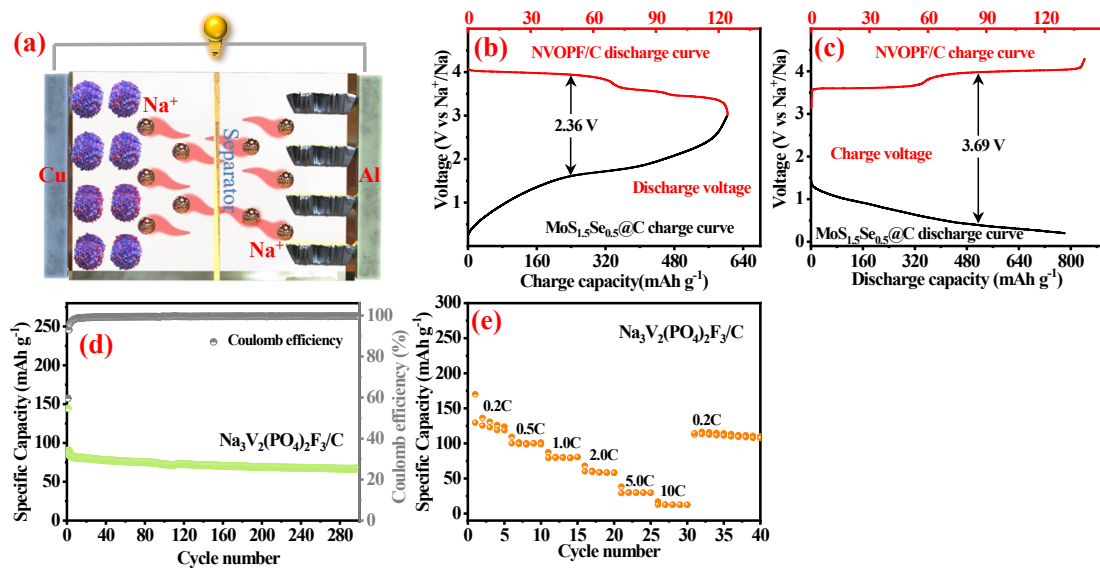 (a)
Na⁺
Cu
Separator
Al
Na⁺
(b)
0 30 60 90 120
NVOPF/C discharge curve
2.36 V
Discharge voltage
MoS₁.₅Se₀.₅@C charge curve
Voltage (V vs Na⁺/Na)
4
3
2
1
0 160 320 480 640
Charge capacity(mAh g⁻¹)
(c)
0 30 60 90 120
NVOPF/C charge curve
Charge voltage
3.69 V
MoS₁.₅Se₀.₅@C discharge curve
Voltage (V vs Na⁺/Na)
4
3
2
1
0
0 200 400 600 800
Discharge capacity (mAh g⁻¹)
(d)
Coulomb efficiency
Na₃V₂(PO₄)₂F₃/C
Specific Capacity (mAh g⁻¹)
250
200
150
100
50
0
Coulomb efficiency (%)
100
80
60
40
20
0
0 40 80 120 160 200 240 280
Cycle number
(e)
Na₃V₂(PO₄)₂F₃/C
0.2C
0.5C
1.0C
2.0C
5.0C
10C
0.2C
Specific Capacity (mAh g⁻¹)
300
250
200
150
100
50
0
0 5 10 15 20 25 30 35 40
Cycle number